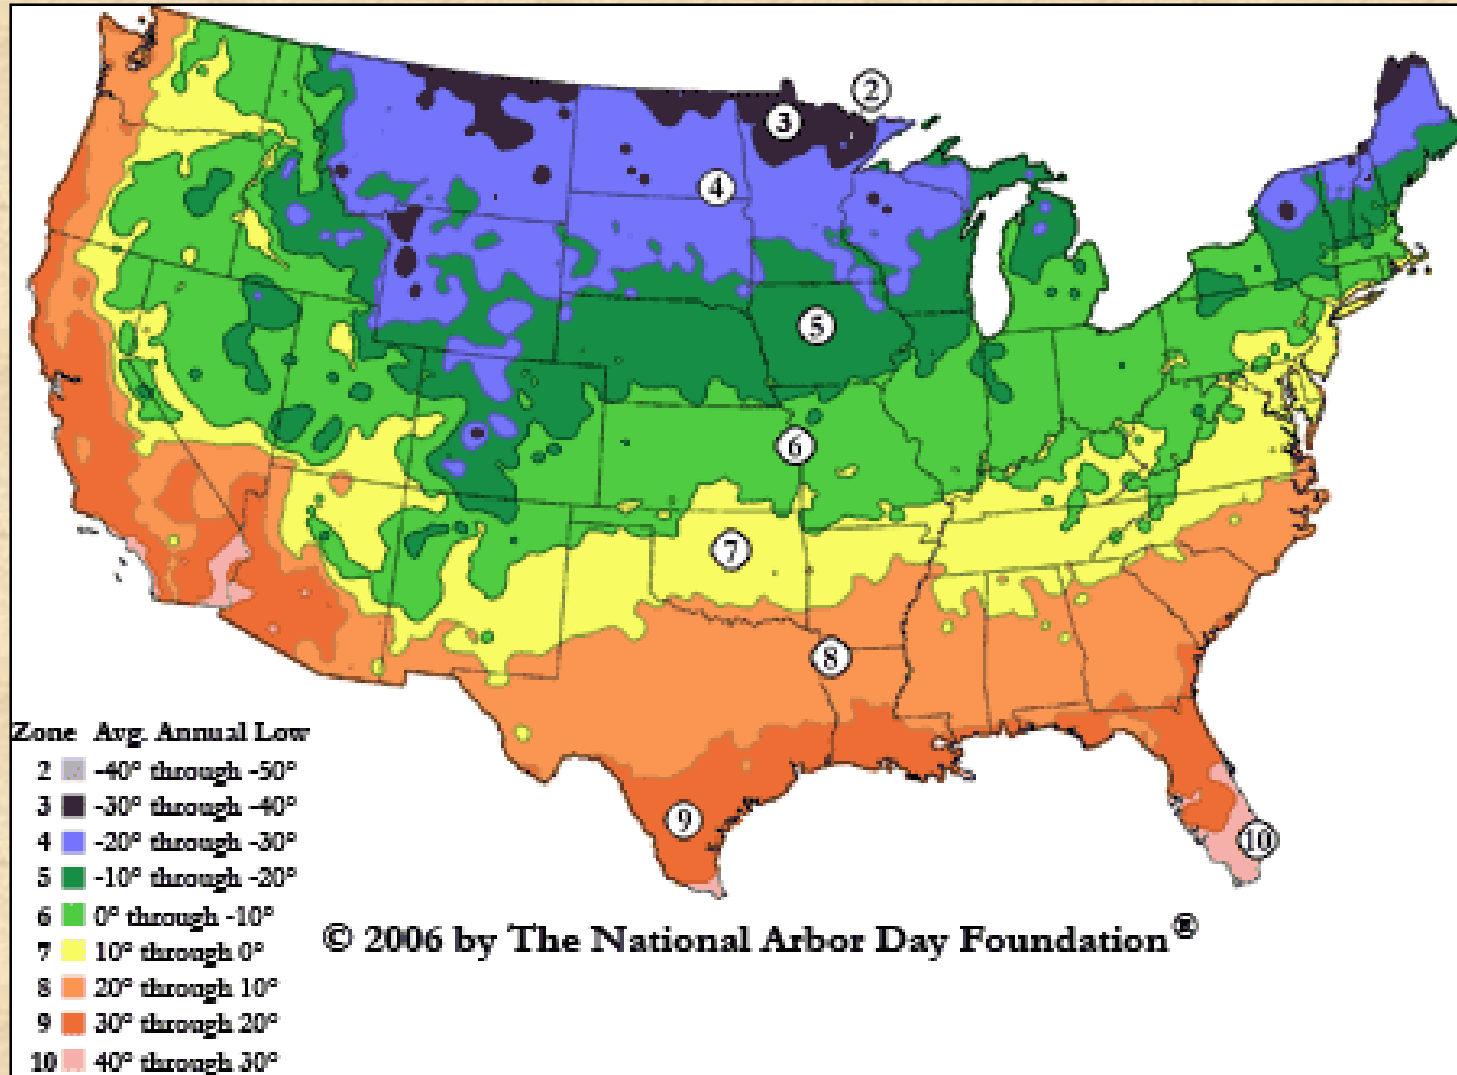 2
3
4
5
6
7
8
9
10
Zone Avg. Annual Low
2 -40° through -50°
3 -30° through -40°
4 -20° through -30°
5 -10° through -20°
6 0° through -10°
7 10° through 0°
8 20° through 10°
9 30° through 20°
10 40° through 30°
© 2006 by The National Arbor Day Foundation®